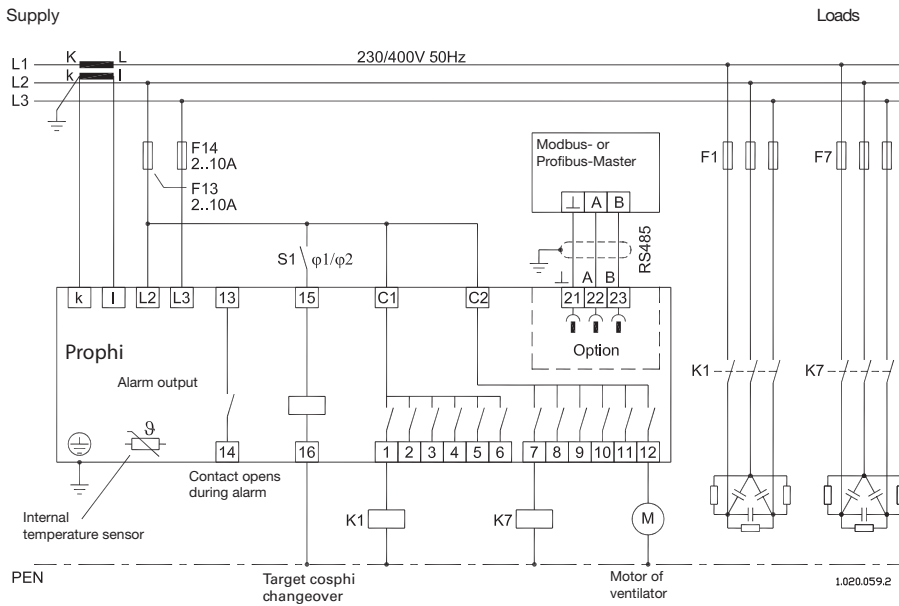 Supply
Loads
K L
230/400V 50Hz
L1
k l
L2
L3
F14
2..10A
F13
2..10A
Modbus- or
Profibus-Master
F1
F7
⊥ A B
S1 φ1/φ2
RS485
⊥ A B
k l L2 L3 13 15 C1 C2 21 22 23
Prophi
Option
Alarm output
K1
K7
ϑ
14 16 1 2 3 4 5 6 7 8 9 10 11 12
Contact opens
during alarm
Internal
temperature sensor
K1
K7
M
PEN
Target cosphi
changeover
Motor of
ventilator
1.020.059.2